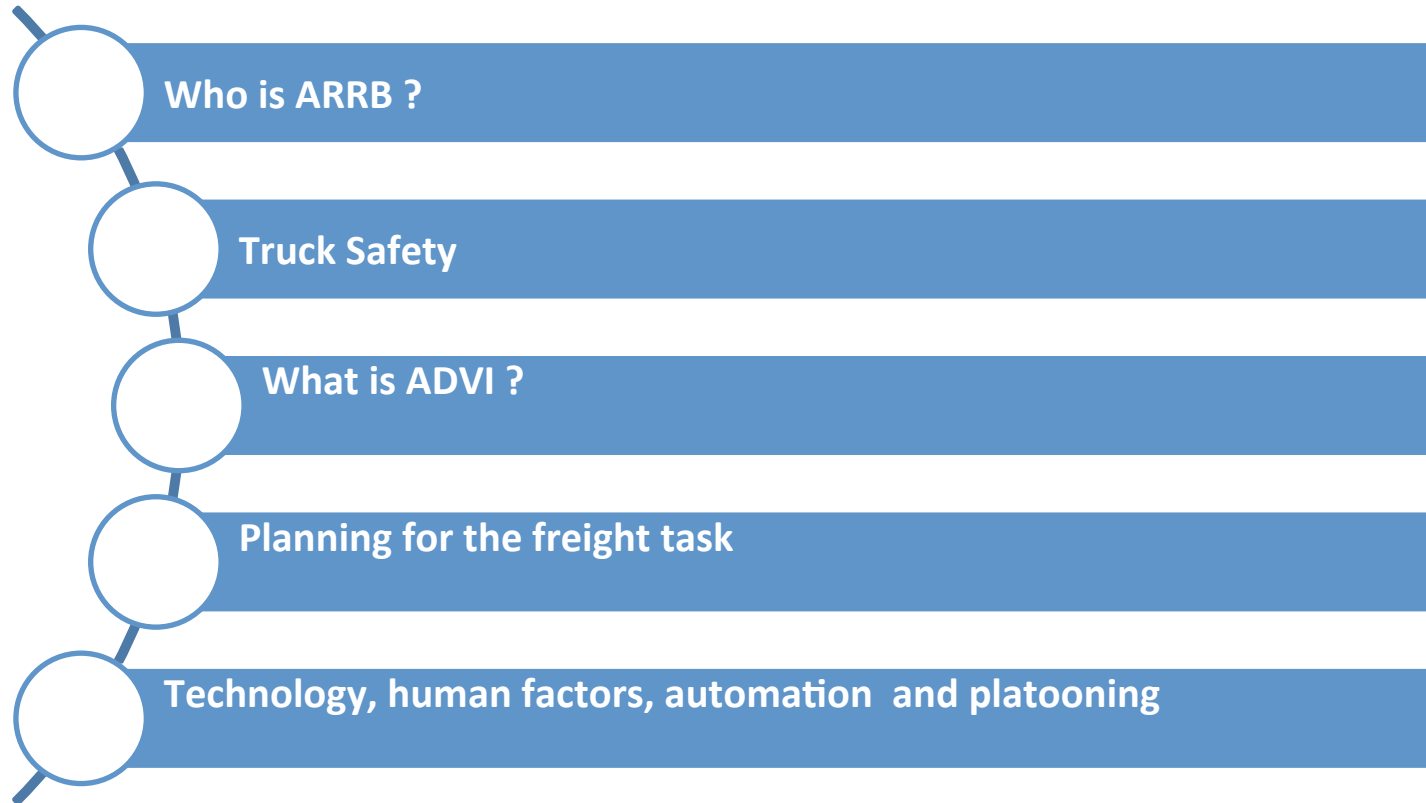 Who is ARRB ?
Truck Safety
What is ADVI ?
Planning for the freight task
Technology, human factors, automation  and platooning